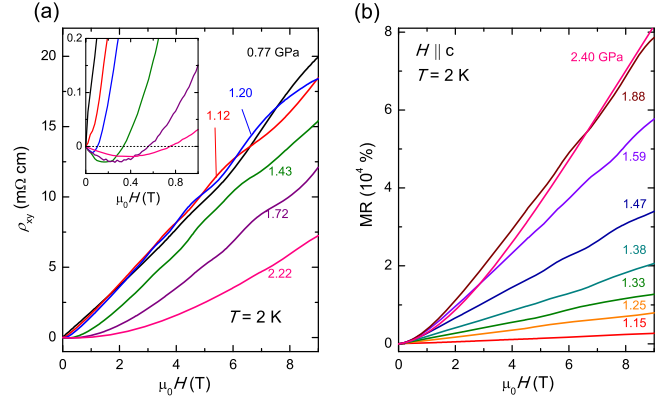 (a)
0.77 GPa
1.20
1.12
1.43
1.72
2.22
T = 2 K
ρxy (mΩ cm)
20
15
10
5
0
0 2 4 6 8
μ0H (T)
0.2
0.1
0
0.0 0.4 0.8
μ0H (T)
(b)
H || c
T = 2 K
2.40 GPa
1.88
1.59
1.47
1.38
1.33
1.25
1.15
MR (10⁴ %)
8
6
4
2
0
0 2 4 6 8
μ0H (T)